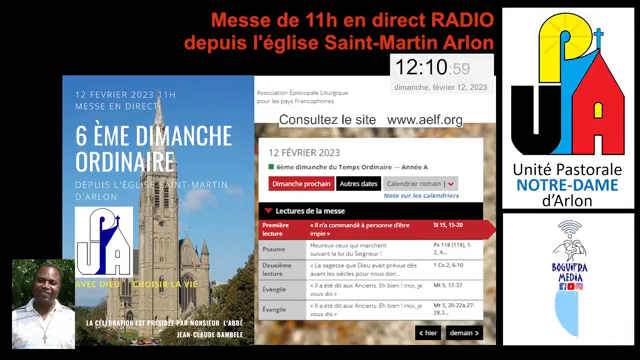 Messe de 11h en direct RADIO
depuis l'église Saint-Martin Arlon
12:10:59
dimanche, février 12, 2023
12 FEVRIER 2023 11H
MESSE EN DIRECT
6 ÈME DIMANCHE
ORDINAIRE
DEPUIS L'ÉGLISE SAINT-MARTIN
D'ARLON
PUA
AVEC DIEU CHOISIR LA VIE
LA CÉLÉBRATION EST PRÉSIDÉE PAR MONSIEUR L'ABBÉ
JEAN-CLAUDE BAMBELE
Association Épiscopale Liturgique
pour les pays Francophones
Consultez le site www.aelf.org
12 FÉVRIER 2023
6ème dimanche du Temps Ordinaire — Année A
Dimanche prochain Autres dates Calendrier romain
Note sur les calendriers
Lectures de la messe
Première lecture « Il n'a commandé à personne d'être impie » Si 15, 15-20
Psaume Heureux ceux qui marchent suivant la loi du Seigneur ! Ps 118 (119), 1-2, 4...
Deuxième lecture « La sagesse que Dieu avait prévue dès avant les siècles pour nous don... 1 Co 2, 6-10
Évangile « Il a été dit aux Anciens. Eh bien ! moi, je vous dis » Mt 5, 17-37
Évangile « Il a été dit aux Anciens. Eh bien ! moi, je vous dis » Mt 5, 20-22a.27-28.3...
hier demain
PUA
Unité Pastorale
NOTRE-DAME
d'Arlon
BOGUIFRA
MEDIA